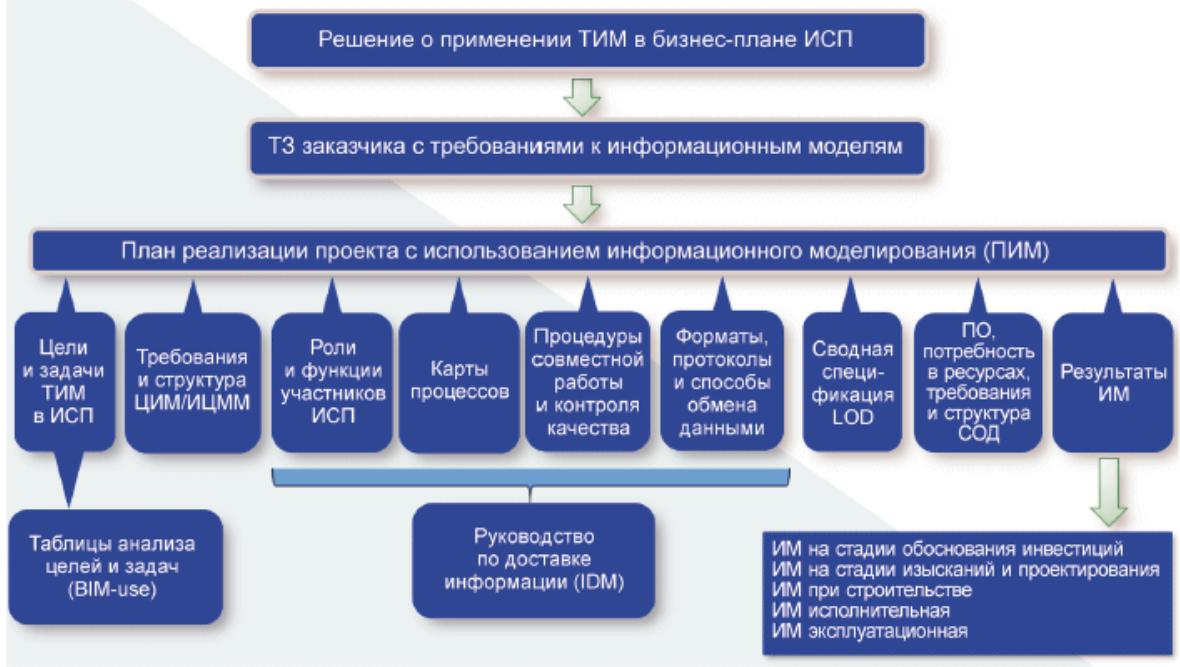 Решение о применении ТИМ в бизнес-плане ИСП
ТЗ заказчика с требованиями к информационным моделям
План реализации проекта с использованием информационного моделирования (ПИМ)
Цели
и задачи
ТИМ
в ИСП
Требования
и структура
ЦИМ/ИЦММ
Роли
и функции
участников
ИСП
Карты
процессов
Процедуры
совместной
работы
и контроля
качества
Форматы,
протоколы
и способы
обмена
данными
Сводная
специ-
фикация
LOD
ПО,
потребность
в ресурсах,
требования
и структура
СОД
Результаты
ИМ
Таблицы анализа
целей и задач
(BIM-use)
Руководство
по доставке
информации (IDM)
ИМ на стадии обоснования инвестиций
ИМ на стадии изысканий и проектирования
ИМ при строительстве
ИМ исполнительная
ИМ эксплуатационная